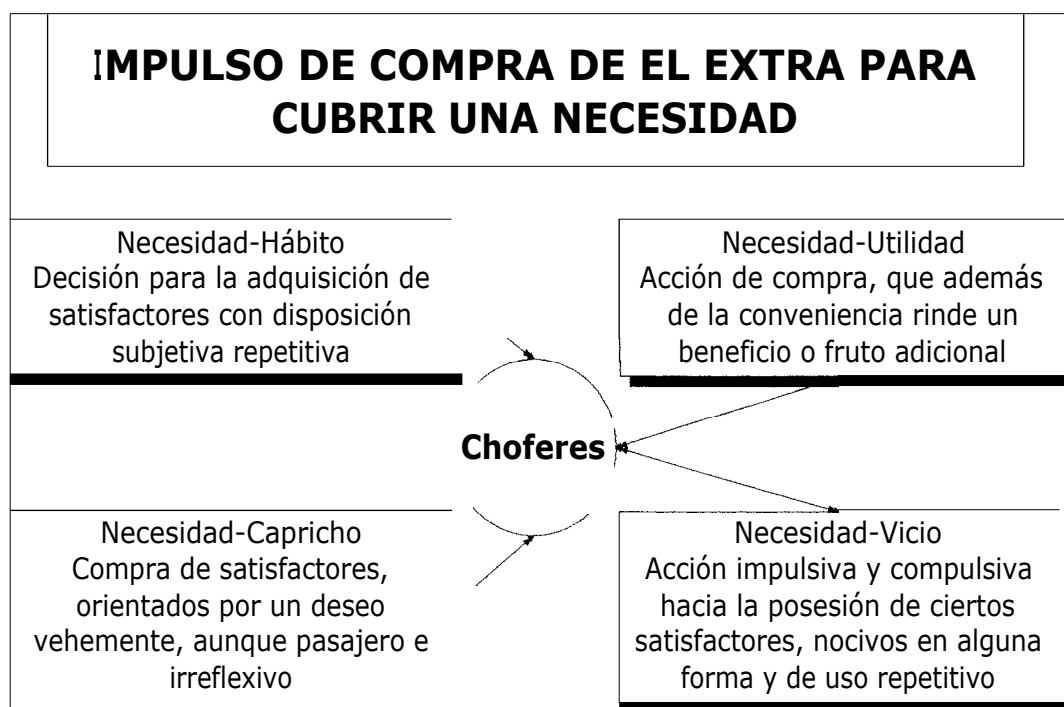 IMPULSO DE COMPRA DE EL EXTRA PARA
CUBRIR UNA NECESIDAD
Necesidad-Hábito
Decisión para la adquisición de
satisfactores con disposición
subjetiva repetitiva
Necesidad-Utilidad
Acción de compra, que además
de la conveniencia rinde un
beneficio o fruto adicional
Choferes
Necesidad-Capricho
Compra de satisfactores,
orientados por un deseo
vehemente, aunque pasajero e
irreflexivo
Necesidad-Vicio
Acción impulsiva y compulsiva
hacia la posesión de ciertos
satisfactores, nocivos en alguna
forma y de uso repetitivo